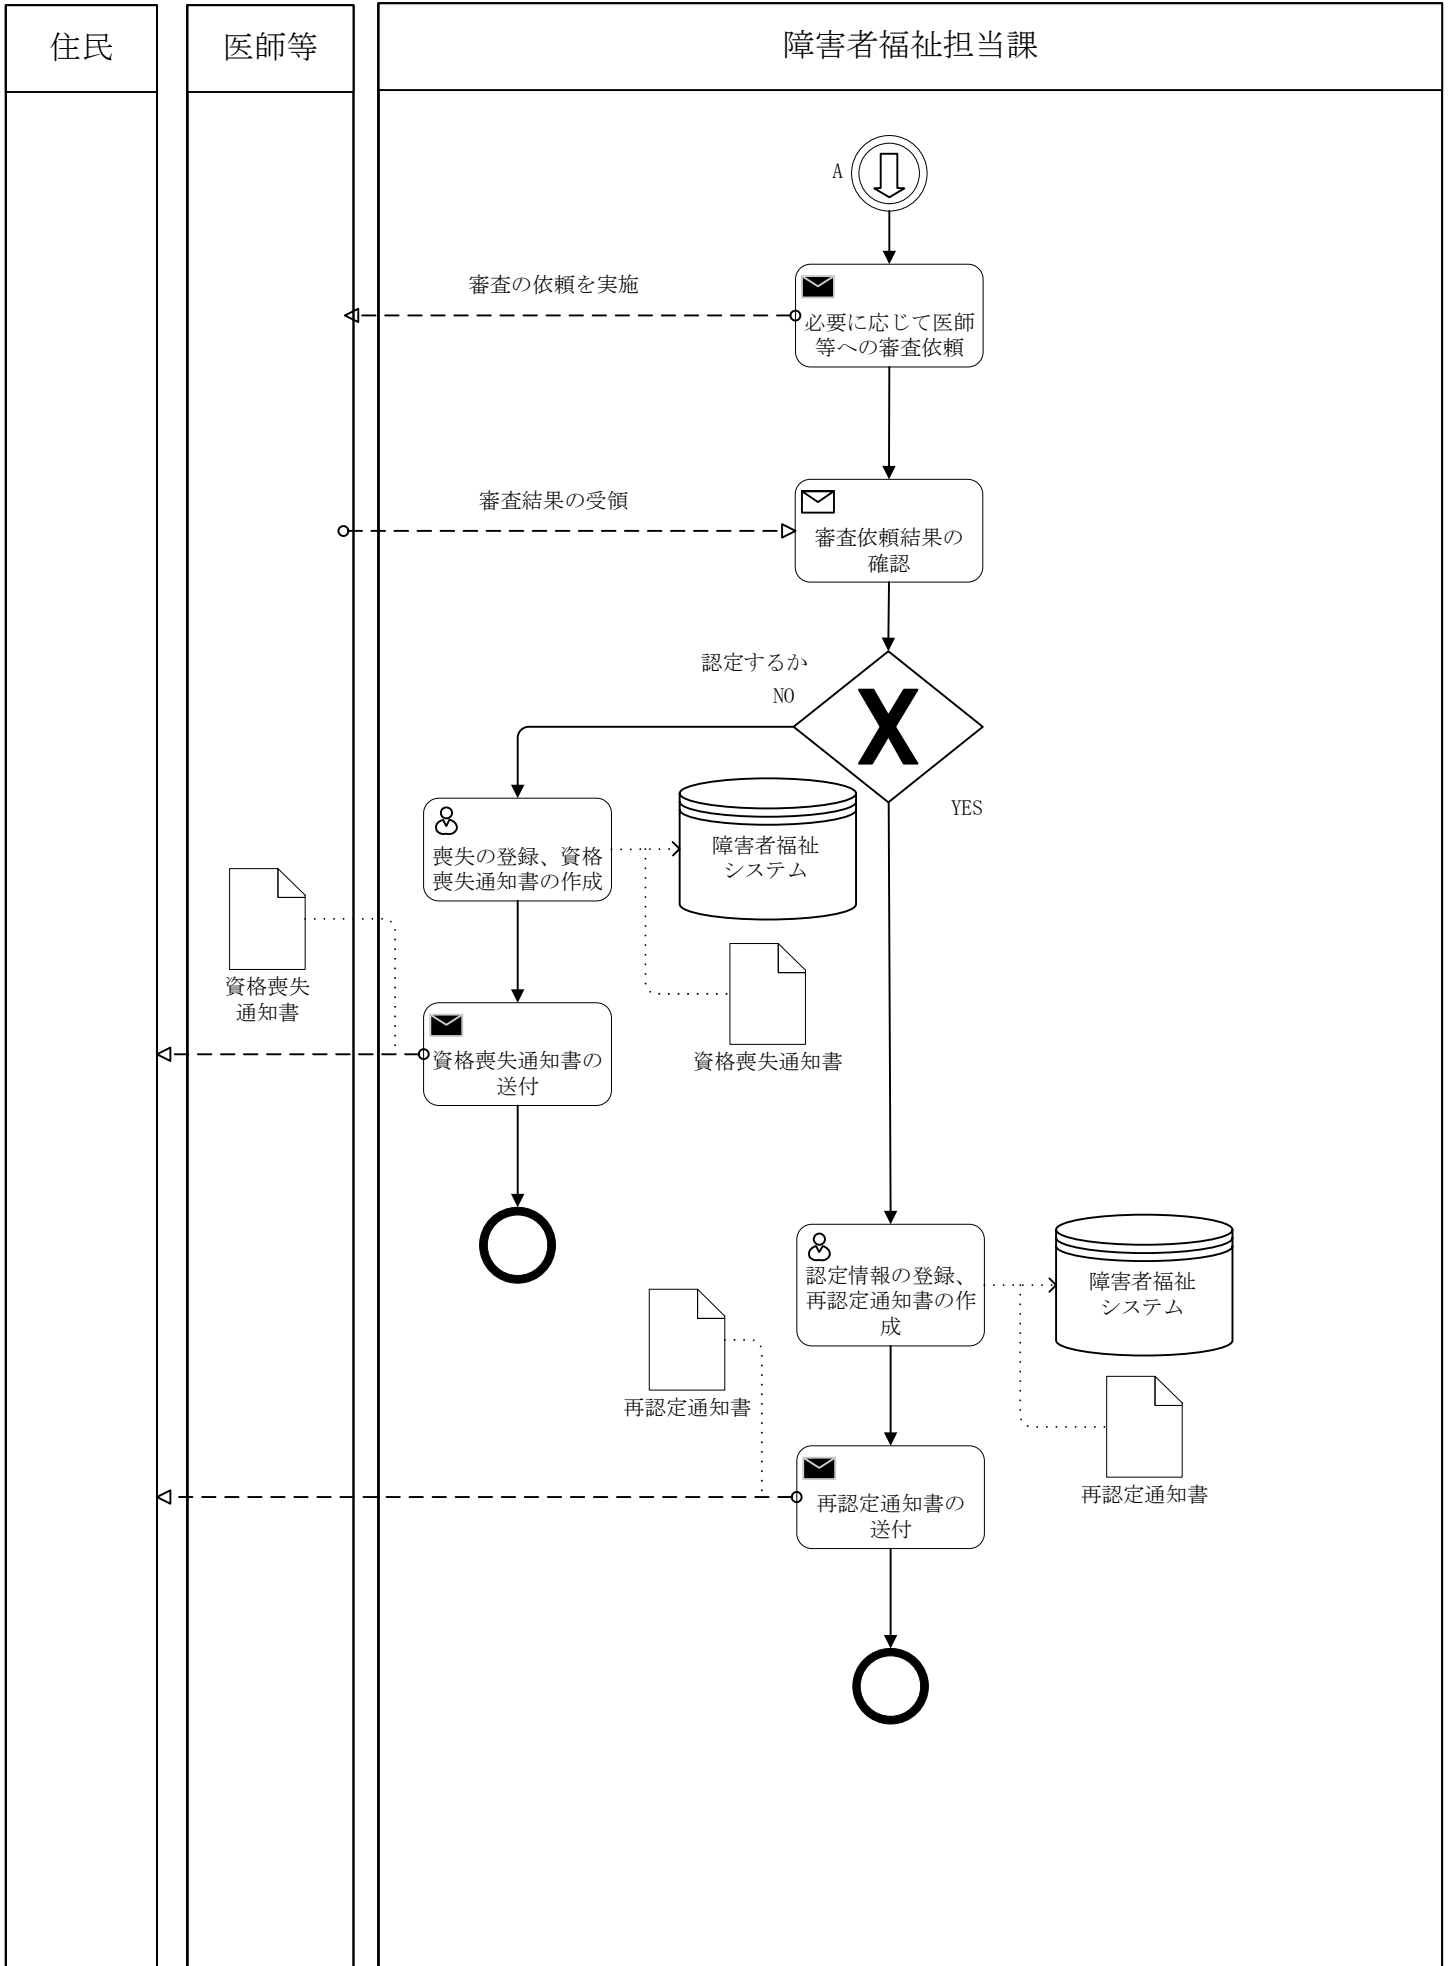 住民
医師等
障害者福祉担当課
A
審査の依頼を実施
必要に応じて医師
等への審査依頼
審査結果の受領
審査依頼結果の
確認
認定するか
NO
YES
喪失の登録、資格
喪失通知書の作成
障害者福祉
システム
資格喪失
通知書
資格喪失通知書
資格喪失通知書の
送付
認定情報の登録、
再認定通知書の作
成
障害者福祉
システム
再認定通知書
再認定通知書
再認定通知書の
送付